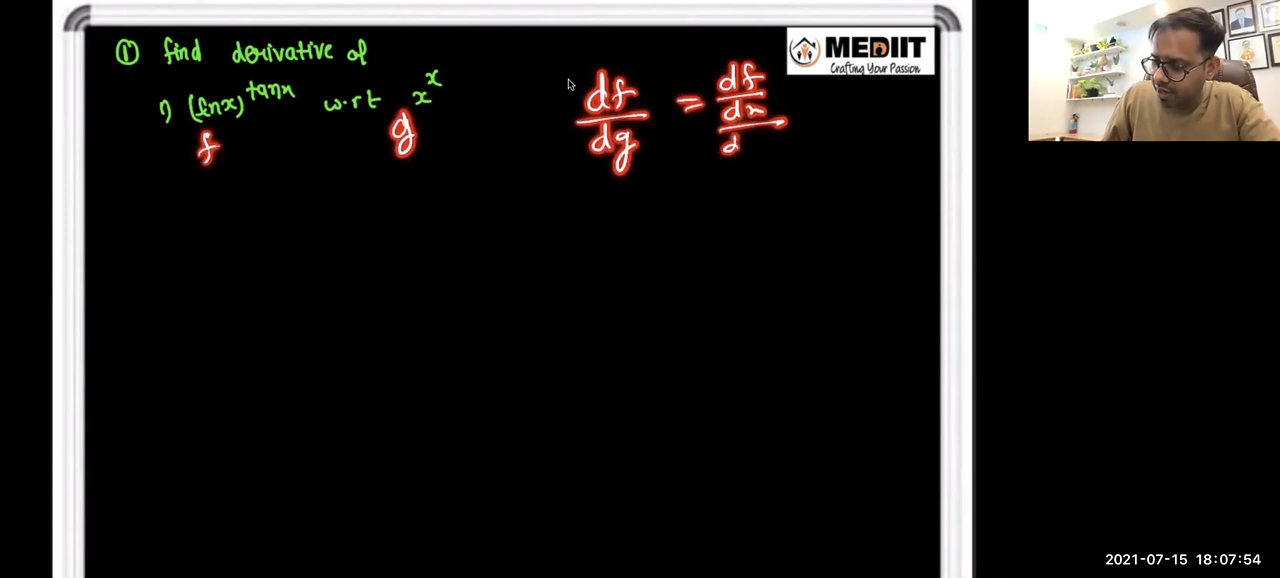 ① find derivative of
1) (lnx)^tanx w.r.t x^x
f g
df/dg = df/dx / d
MEDIIT
Crafting Your Passion
2021-07-15 18:07:54